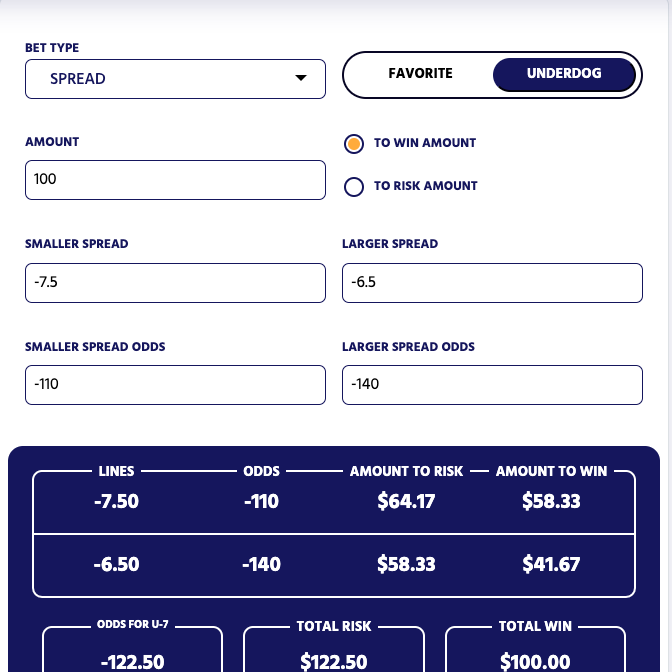 BET TYPE
SPREAD
FAVORITE UNDERDOG
AMOUNT
100
TO WIN AMOUNT
TO RISK AMOUNT
SMALLER SPREAD LARGER SPREAD
-7.5 -6.5
SMALLER SPREAD ODDS LARGER SPREAD ODDS
-110 -140
LINES ODDS AMOUNT TO RISK AMOUNT TO WIN
-7.50 -110 $64.17 $58.33
-6.50 -140 $58.33 $41.67
ODDS FOR U-7 TOTAL RISK TOTAL WIN
-122.50 $122.50 $100.00